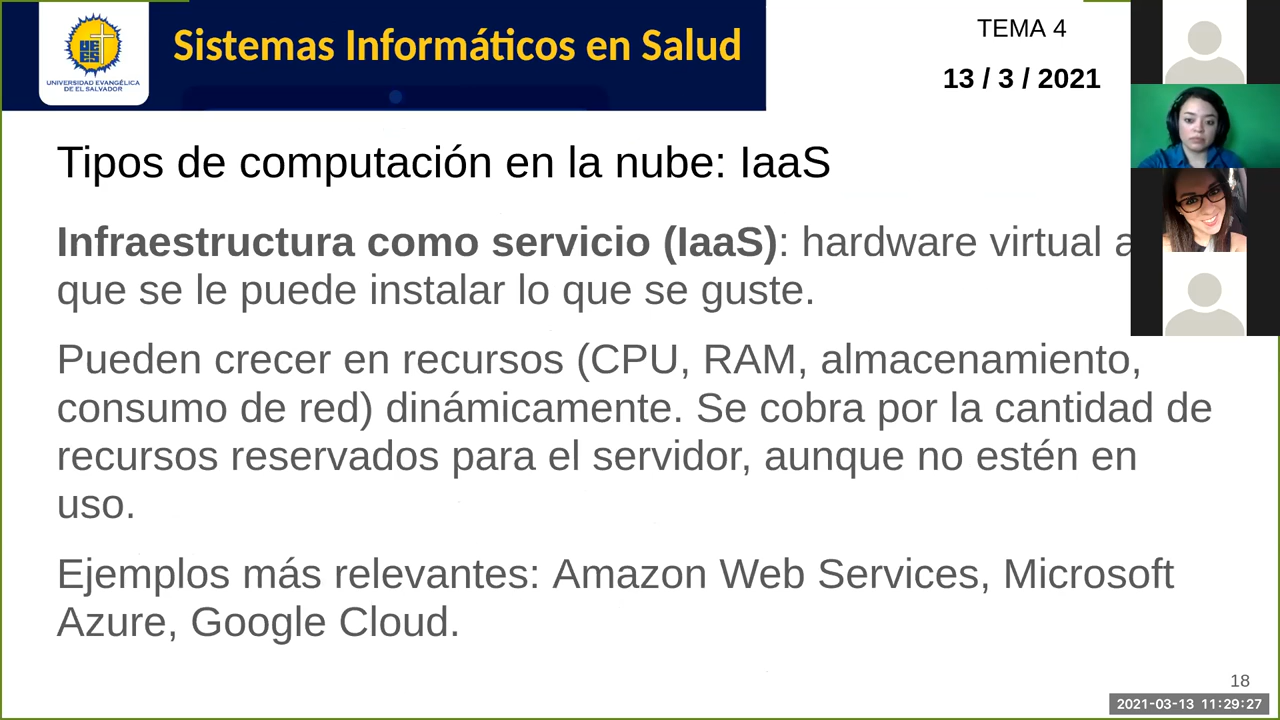 UNIVERSIDAD EVANGÉLICA
DE EL SALVADOR
Sistemas Informáticos en Salud
TEMA 4
13 / 3 / 2021
Tipos de computación en la nube: IaaS
Infraestructura como servicio (IaaS): hardware virtual
que se le puede instalar lo que se guste.
Pueden crecer en recursos (CPU, RAM, almacenamiento,
consumo de red) dinámicamente. Se cobra por la cantidad de
recursos reservados para el servidor, aunque no estén en
uso.
Ejemplos más relevantes: Amazon Web Services, Microsoft
Azure, Google Cloud.
18
2021-03-13 11:29:27